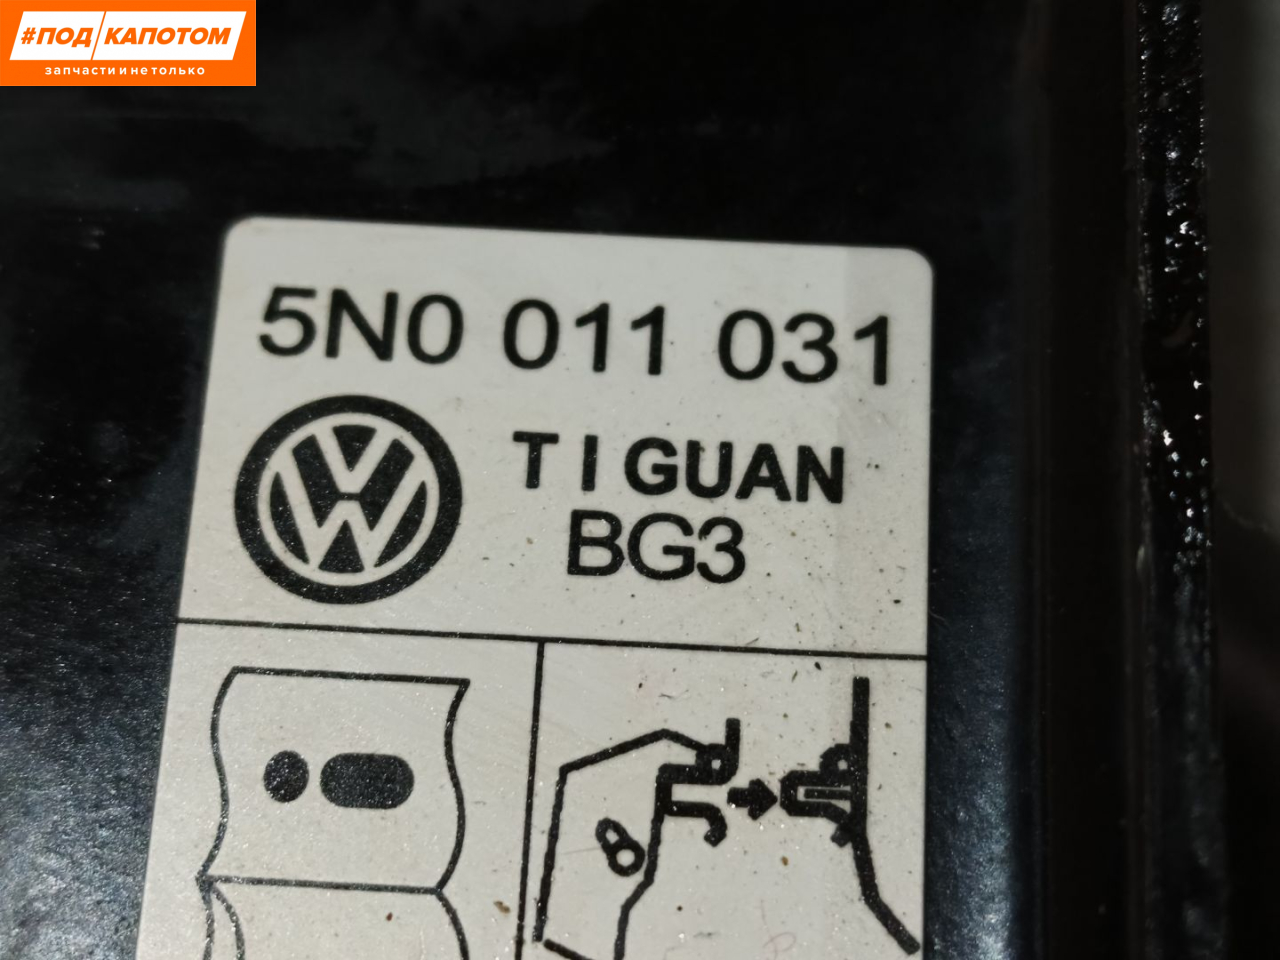 #ПОД КАПОТОМ
запчасти и не только
5N0 011 031
TIGUAN
BG3